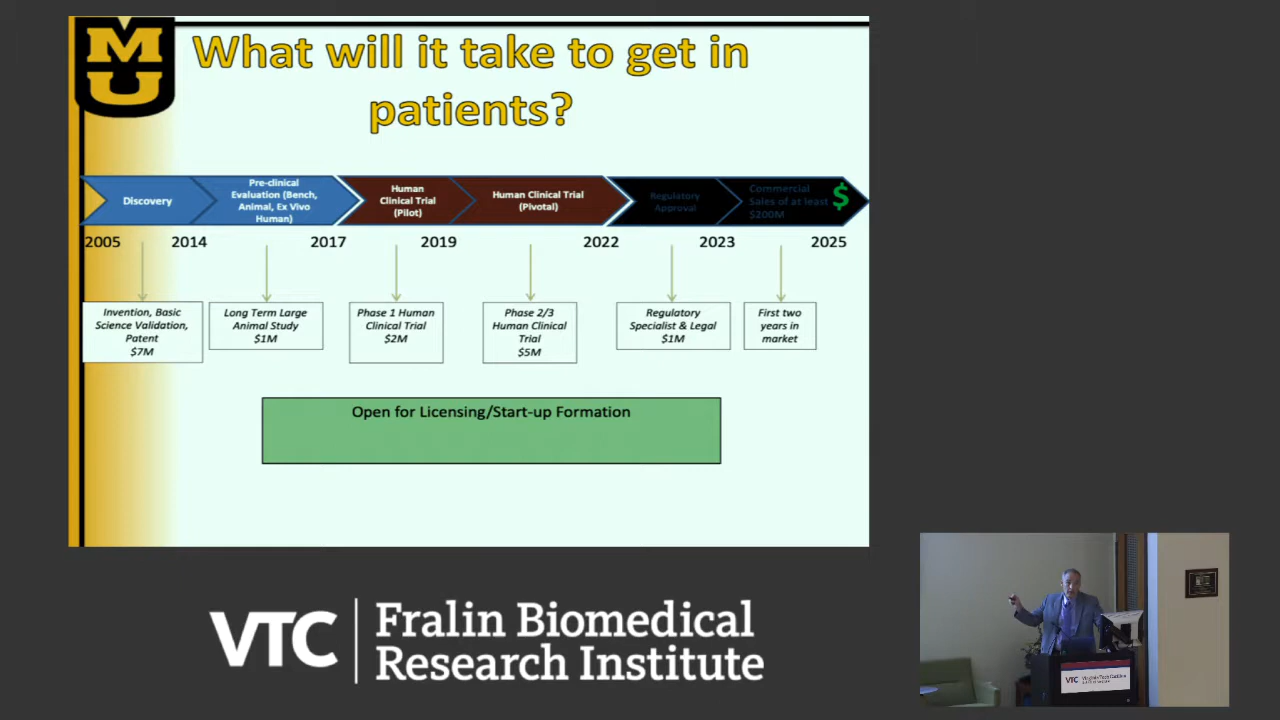 MU
What will it take to get in
patients?
Discovery
Pre-clinical
Evaluation (Bench,
Animal, Ex Vivo
Human)
Human
Clinical Trial
(Pilot)
Human Clinical Trial
(Pivotal)
Regulatory
Approval
Commercial
Sales of at least
$200M
$
2005
2014
2017
2019
2022
2023
2025
Invention, Basic
Science Validation,
Patent
$7M
Long Term Large
Animal Study
$1M
Phase 1 Human
Clinical Trial
$2M
Phase 2/3
Human Clinical
Trial
$5M
Regulatory
Specialist & Legal
$1M
First two
years in
market
Open for Licensing/Start-up Formation
VTC
Fralin Biomedical
Research Institute
VTC
Virginia Tech Carilion